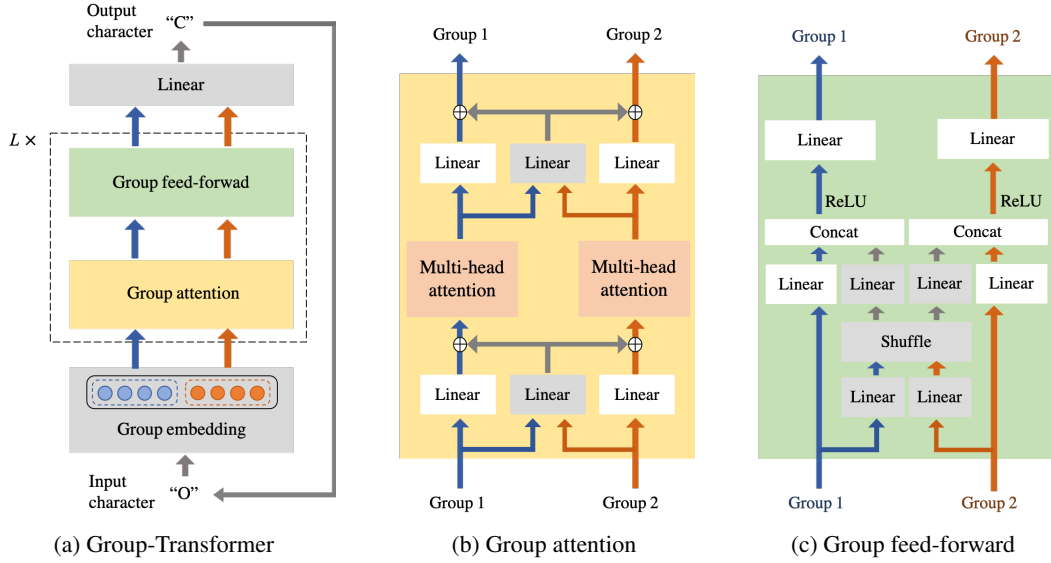 Output
character
“C”
Linear
L ×
Group feed-forwad
Group attention
Group embedding
Input
character
“O”
(a) Group-Transformer
Group 1
Group 2
Linear
Linear
Linear
Multi-head
attention
Multi-head
attention
Linear
Linear
Linear
Group 1
Group 2
(b) Group attention
Group 1
Group 2
Linear
Linear
ReLU
ReLU
Concat
Concat
Linear
Linear
Linear
Linear
Shuffle
Linear
Linear
Group 1
Group 2
(c) Group feed-forward